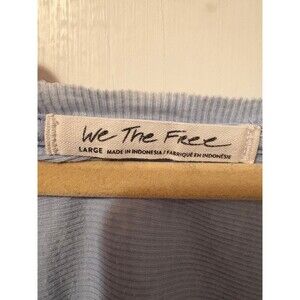 We The Free
LARGE MADE IN INDONESIA / FABRIQUÉ EN INDONÉSIE